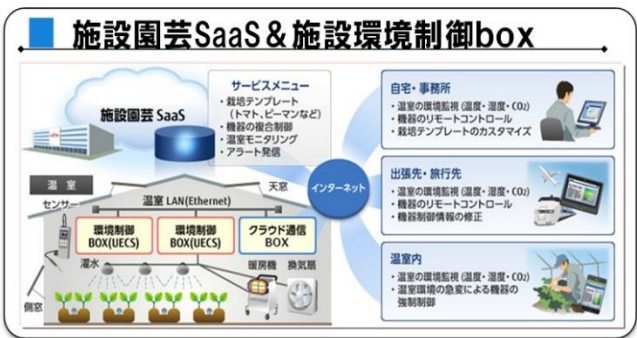 施設園芸SaaS＆施設環境制御box
施設園芸 SaaS
サービスメニュー
・栽培テンプレート
（トマト、ピーマンなど）
・機器の複合制御
・温室モニタリング
・アラート発信
インターネット
温室
センサー
天窓
温室 LAN(Ethernet)
環境制御
BOX(UECS)
環境制御
BOX(UECS)
クラウド通信
BOX
灌水
暖房機
換気扇
側窓
自宅・事務所
・温室の環境監視（温度・湿度・CO2）
・機器のリモートコントロール
・栽培テンプレートのカスタマイズ
出張先・旅行先
・温室の環境監視（温度・湿度・CO2）
・機器のリモートコントロール
・機器制御情報の修正
温室内
・温室の環境監視（温度・湿度・CO2）
・温室環境の急変による機器の
強制制御